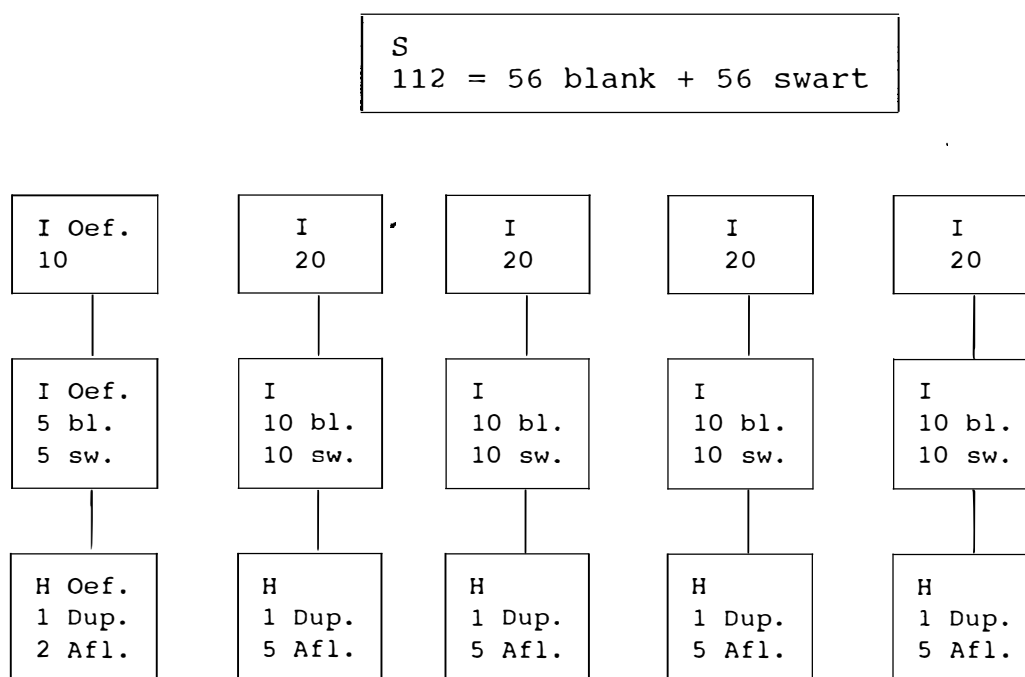 S
112 = 56 blank + 56 swart
I Oef.
10
I
20
I
20
I
20
I
20
I Oef.
5 bl.
5 sw.
I
10 bl.
10 sw.
I
10 bl.
10 sw.
I
10 bl.
10 sw.
I
10 bl.
10 sw.
H Oef.
1 Dup.
2 Afl.
H
1 Dup.
5 Afl.
H
1 Dup.
5 Afl.
H
1 Dup.
5 Afl.
H
1 Dup.
5 Afl.